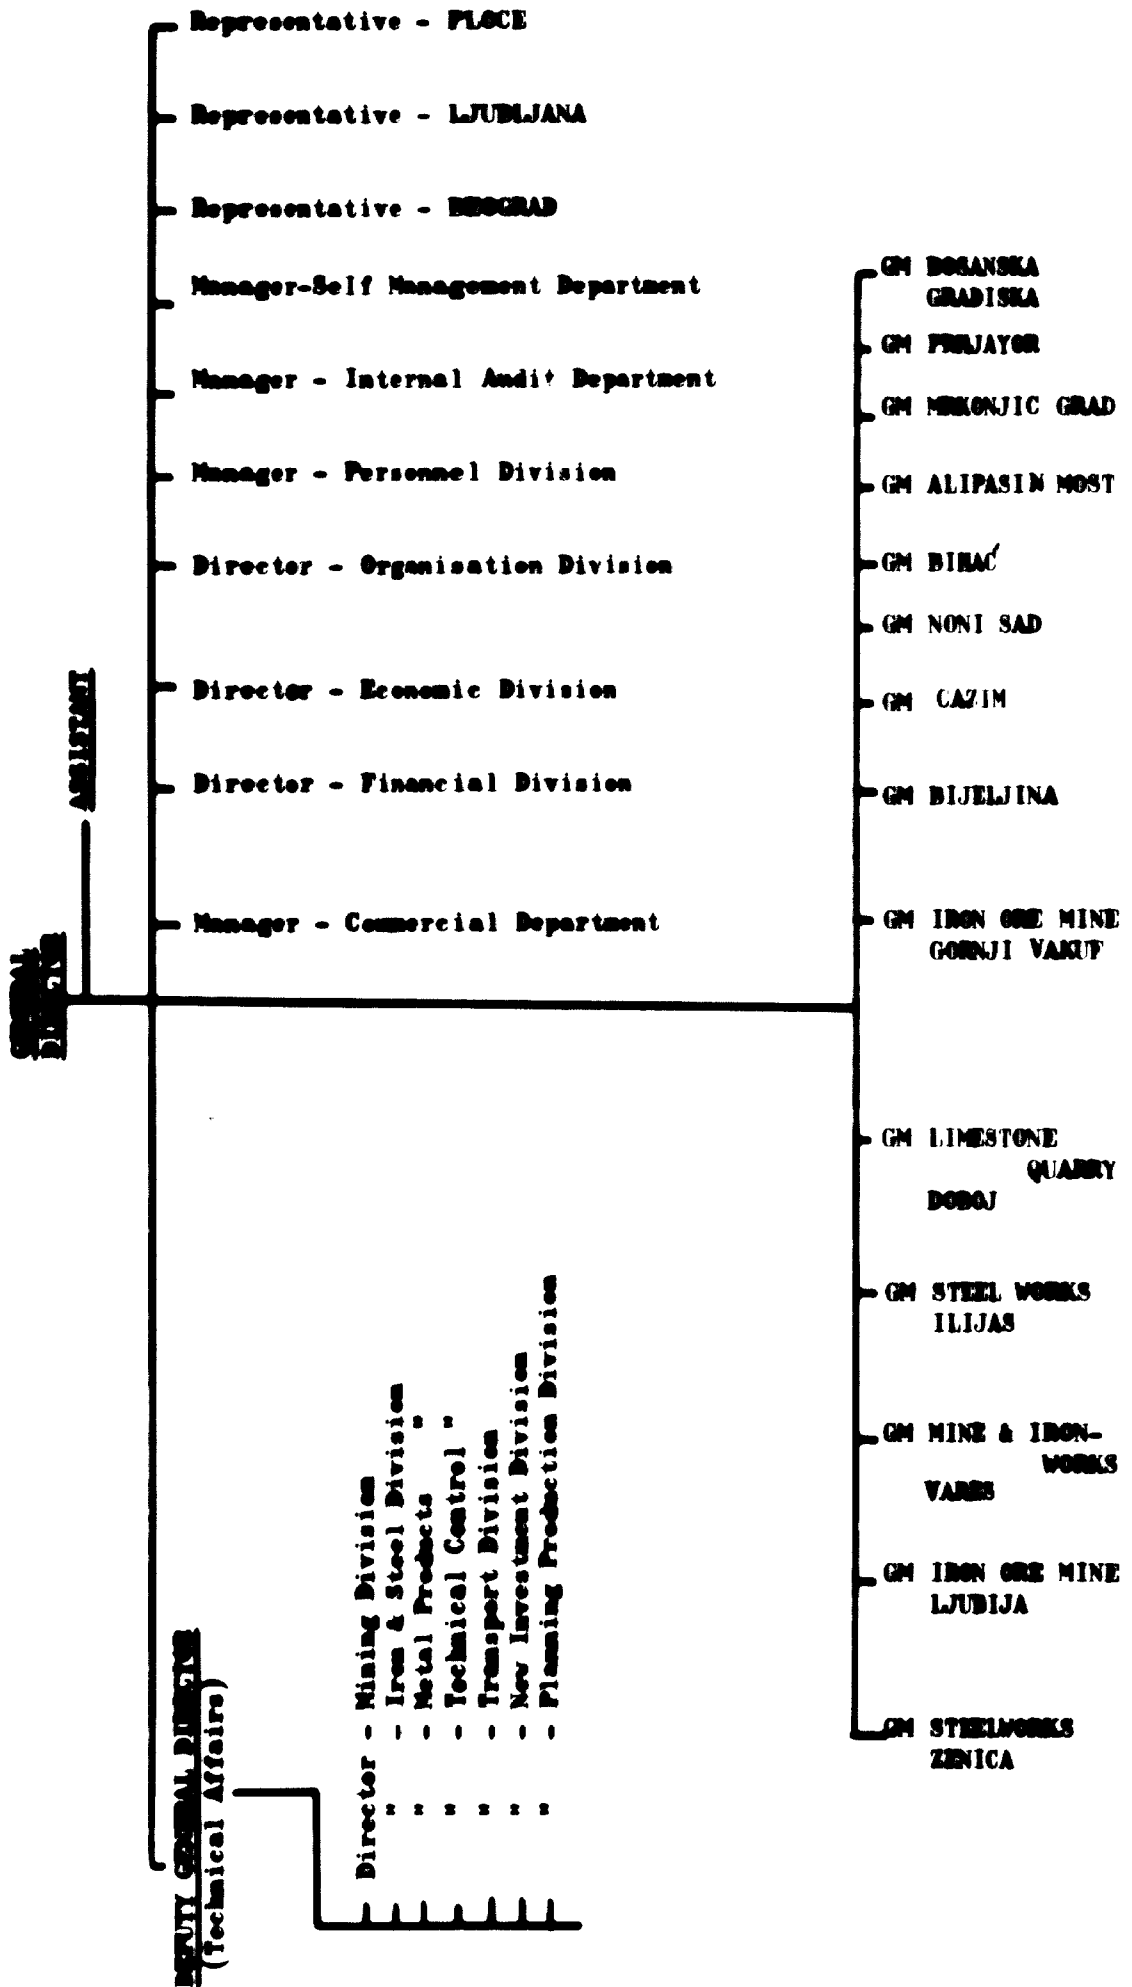 Representative - PLOCE
Representative - LJUBLJANA
Representative - BEOGRAD
Manager-Self Management Department
Manager - Internal Audit Department
Manager - Personnel Division
Director - Organisation Division
Director - Economic Division
Director - Financial Division
Manager - Commercial Department
ASSISTANT
GENERAL
DIRECTOR
GM BOSANSKA
GRADISKA
GM PRNJAVOR
GM MRKONJIC GRAD
GM ALIPASIN MOST
GM BIHAĆ
GM NONI SAD
GM CAZIM
GM BIJELJINA
GM IRON ORE MINE
GORNJI VAKUF
GM LIMESTONE
QUARRY
DOBOJ
GM STEEL WORKS
ILIJAS
GM MINE & IRON-
WORKS
VARES
GM IRON ORE MINE
LJUBIJA
GM STEELWORKS
ZENICA
DEPUTY GENERAL DIRECTOR
(Technical Affairs)
Director - Mining Division
" - Iron & Steel Division
" - Metal Products "
" - Technical Control "
" - Transport Division
" - New Investment Division
" - Planning Production Division